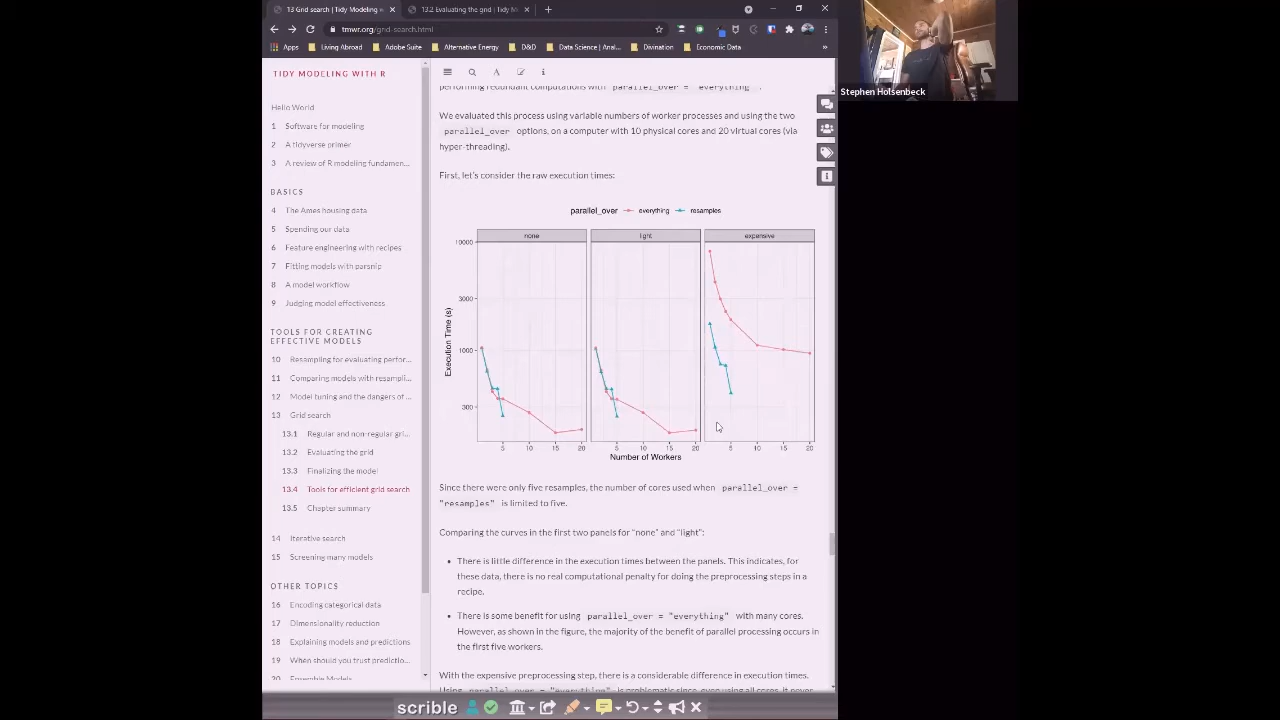 13 Grid search | Tidy Modeling w
13.2 Evaluating the grid | Tidy M
tmwr.org/grid-search.html
Apps
Living Abroad
Adobe Suite
Alternative Energy
D&D
Data Science | Anal...
Divination
Economic Data
»
TIDY MODELING WITH R
Hello World
1 Software for modeling
2 A tidyverse primer
3 A review of R modeling fundamen...
BASICS
4 The Ames housing data
5 Spending our data
6 Feature engineering with recipes
7 Fitting models with parsnip
8 A model workflow
9 Judging model effectiveness
TOOLS FOR CREATING
EFFECTIVE MODELS
10 Resampling for evaluating perfor...
11 Comparing models with resampli...
12 Model tuning and the dangers of ...
13 Grid search
13.1 Regular and non-regular gri...
13.2 Evaluating the grid
13.3 Finalizing the model
13.4 Tools for efficient grid search
13.5 Chapter summary
14 Iterative search
15 Screening many models
OTHER TOPICS
16 Encoding categorical data
17 Dimensionality reduction
18 Explaining models and predictions
19 When should you trust predictio...
20 Ensemble Models
performing redundant computations with parallel_over = "everything" .
We evaluated this process using variable numbers of worker processes and using the two
parallel_over options, on a computer with 10 physical cores and 20 virtual cores (via
hyper-threading).
First, let's consider the raw execution times:
parallel_over everything resamples
none light expensive
10000
3000
1000
300
Execution Time (s)
5 10 15 20 5 10 15 20 5 10 15 20
Number of Workers
Since there were only five resamples, the number of cores used when parallel_over =
"resamples" is limited to five.
Comparing the curves in the first two panels for "none" and "light":
• There is little difference in the execution times between the panels. This indicates, for
these data, there is no real computational penalty for doing the preprocessing steps in a
recipe.
• There is some benefit for using parallel_over = "everything" with many cores.
However, as shown in the figure, the majority of the benefit of parallel processing occurs in
the first five workers.
With the expensive preprocessing step, there is a considerable difference in execution times.
Using parallel_over = "everything" is problematic since, even using all cores, it never
scrible
Stephen Holsenbeck